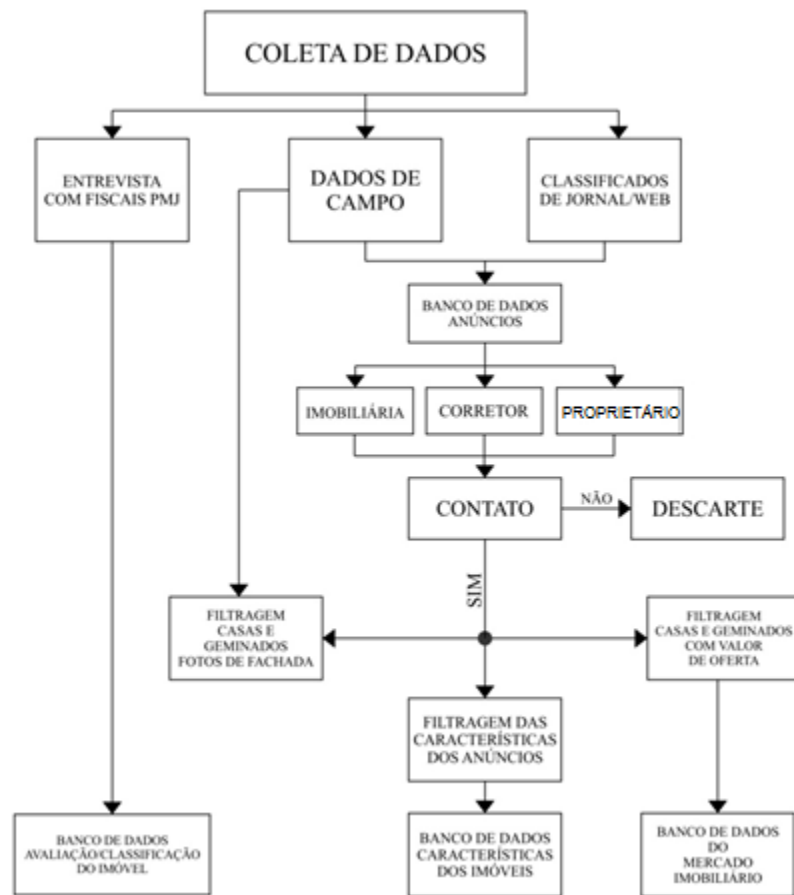 COLETA DE DADOS
ENTREVISTA
COM FISCAIS PMJ
DADOS DE
CAMPO
CLASSIFICADOS
DE JORNAL/WEB
BANCO DE DADOS
ANÚNCIOS
IMOBILIÁRIA
CORRETOR
PROPRIETÁRIO
CONTATO
NÃO
DESCARTE
SIM
FILTRAGEM
CASAS E
GEMINADOS
FOTOS DE FACHADA
FILTRAGEM
CASAS E GEMINADOS
COM VALOR
DE OFERTA
FILTRAGEM DAS
CARACTERÍSTICAS
DOS ANÚNCIOS
BANCO DE DADOS
AVALIAÇÃO/CLASSIFICAÇÃO
DO IMÓVEL
BANCO DE DADOS
CARACTERÍSTICAS
DOS IMÓVEIS
BANCO DE DADOS
DO
MERCADO
IMOBILIÁRIO